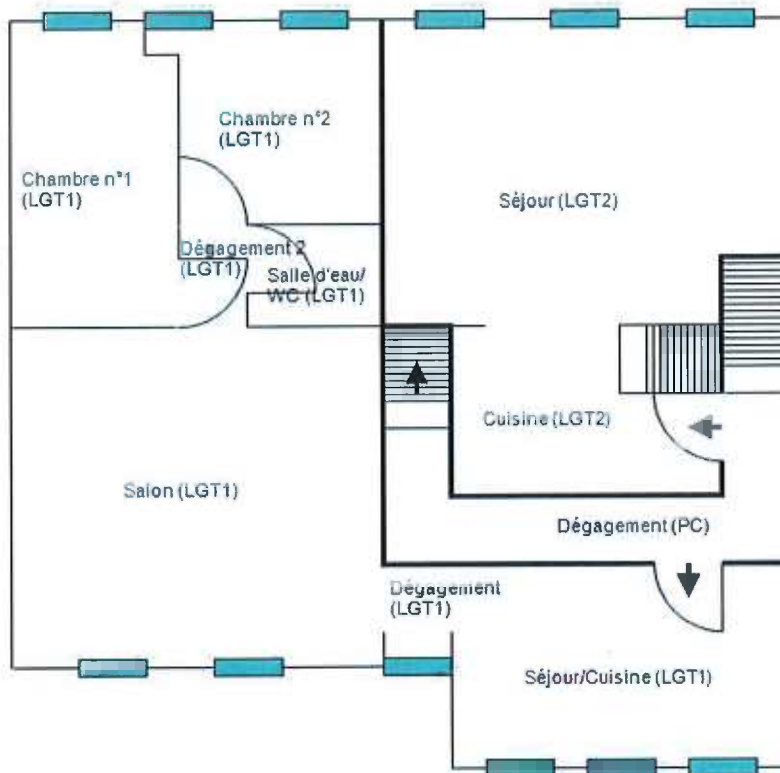 Chambre n°2
(LGT1)
Chambre n°1
(LGT1)
Séjour (LGT2)
Dégagement 2
(LGT1)
Salle d'eau/
WC (LGT1)
Cuisine (LGT2)
Salon (LGT1)
Dégagement (PC)
Dégagement
(LGT1)
Séjour/Cuisine (LGT1)